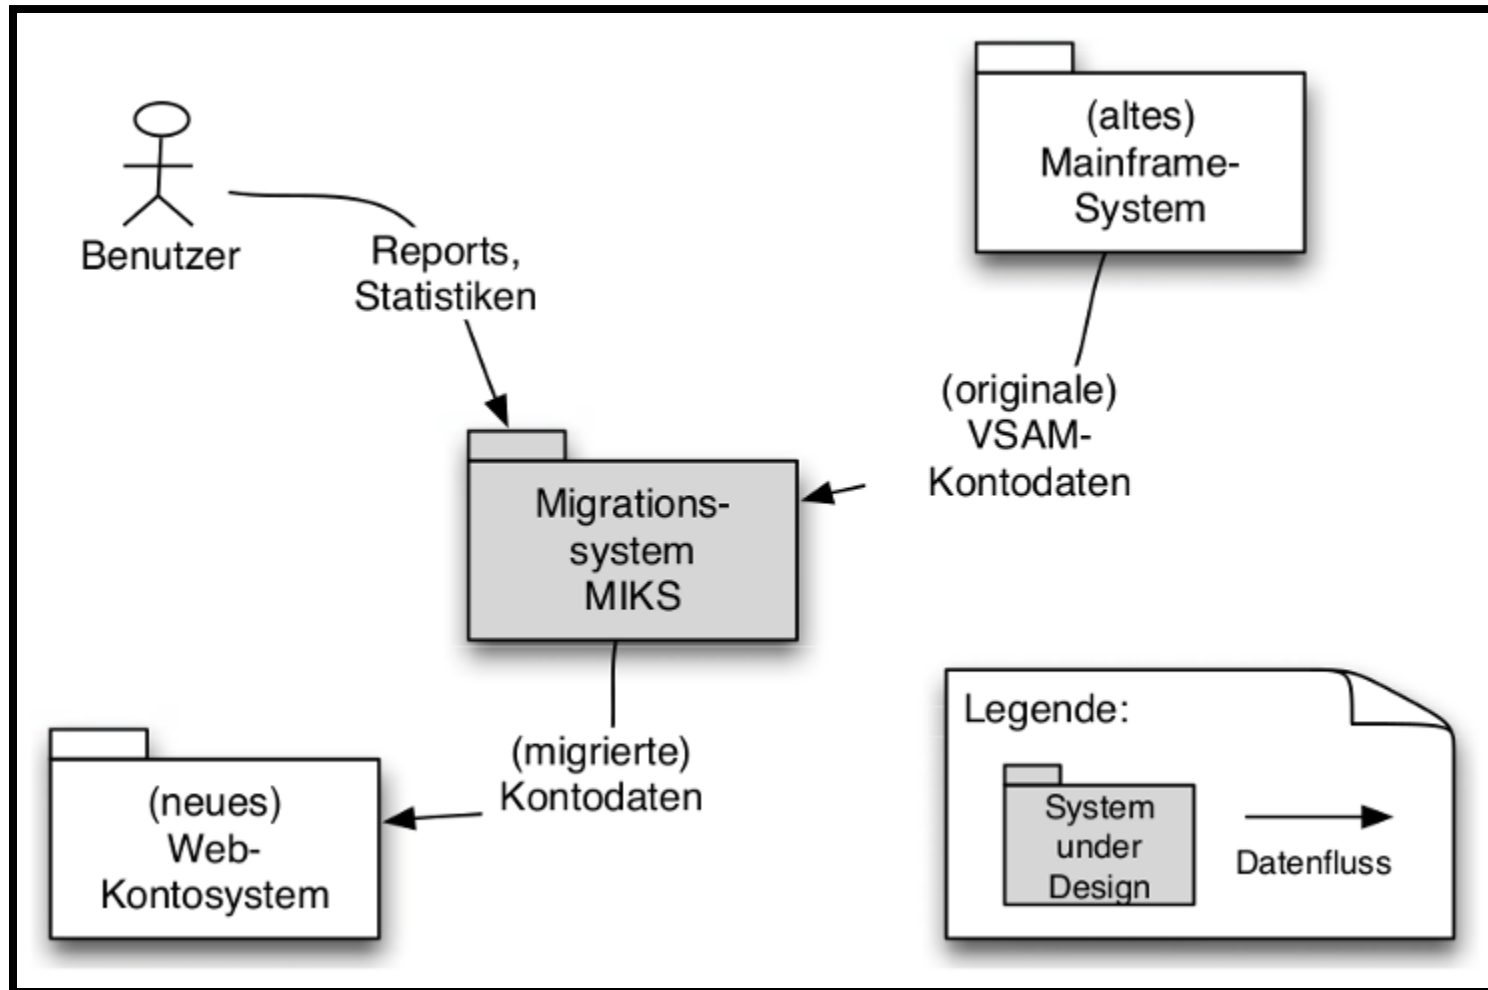 Benutzer
Reports,
Statistiken
(altes)
Mainframe-
System
(originale)
VSAM-
Kontodaten
Migrations-
system
MIKS
(migrierte)
Kontodaten
(neues)
Web-
Kontosystem
Legende:
System
under
Design
Datenfluss